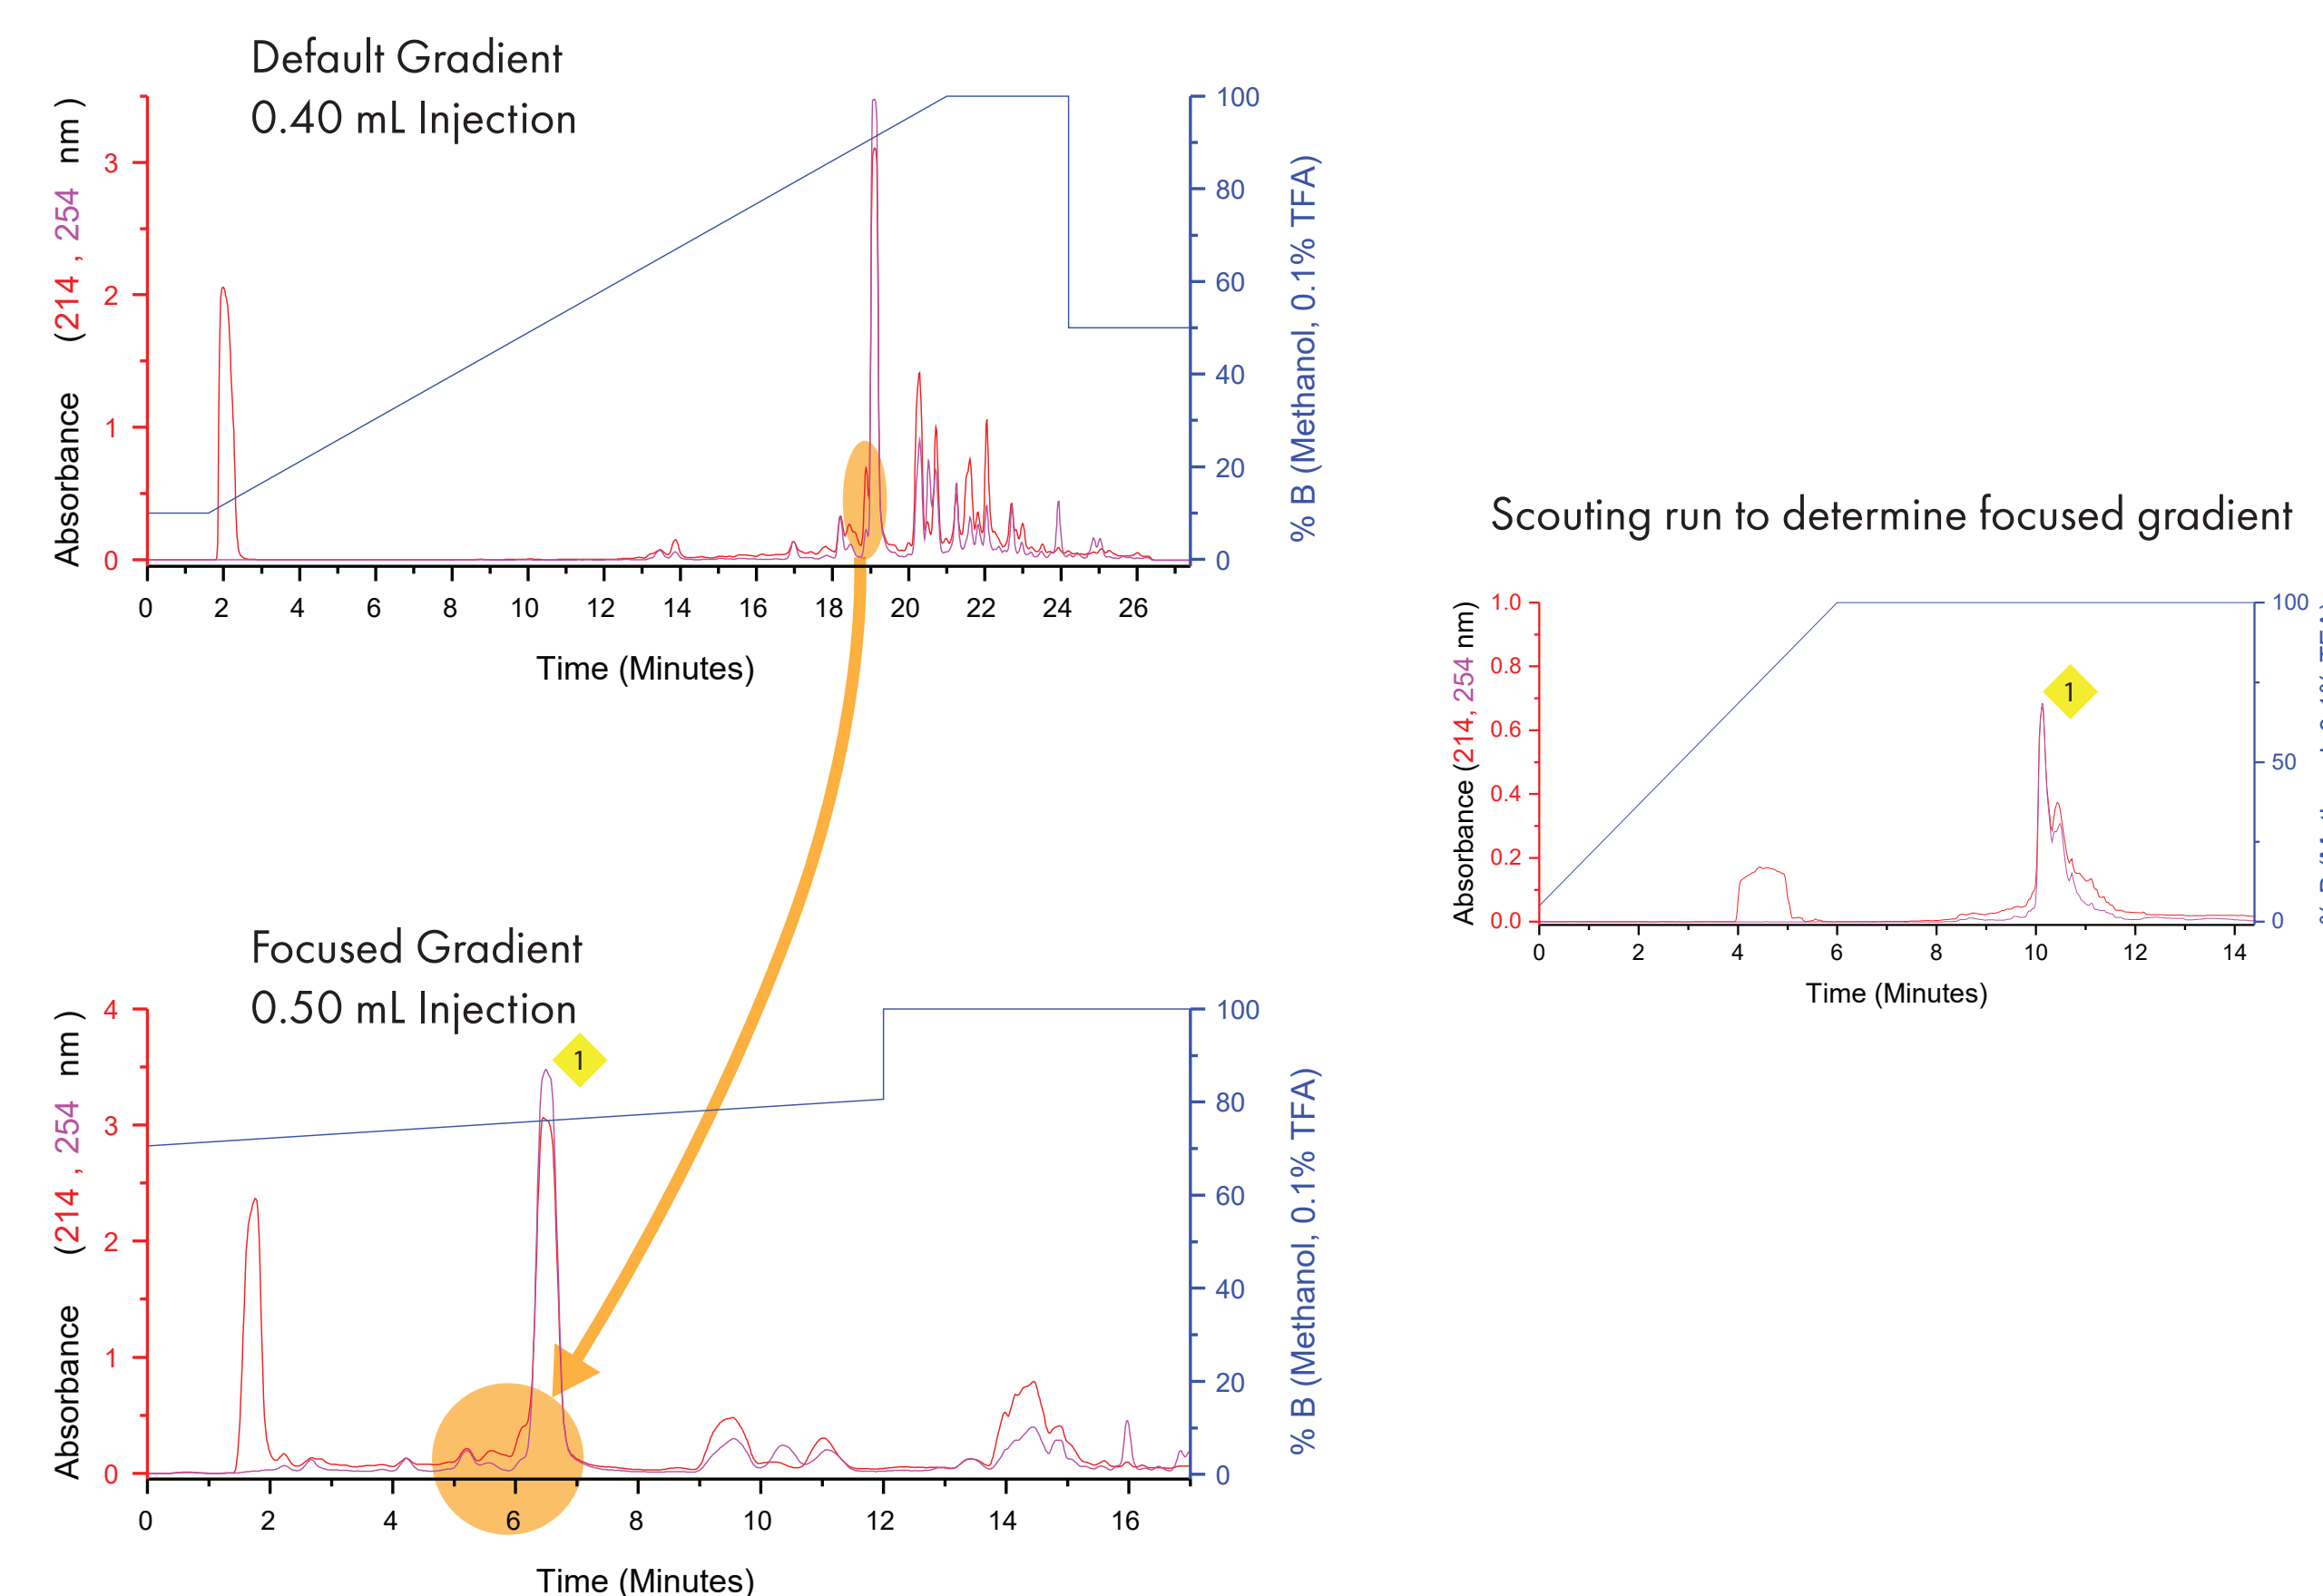 Default Gradient
0.40 mL Injection
Absorbance (214 , 254 nm )
3
2
1
0
100
80
60
40
20
0
% B (Methanol, 0.1% TFA)
0 2 4 6 8 10 12 14 16 18 20 22 24 26
Time (Minutes)
Scouting run to determine focused gradient
Absorbance (214, 254 nm)
1.0
0.8
0.6
0.4
0.2
0.0
1
100
50
0
0 2 4 6 8 10 12 14
Time (Minutes)
Focused Gradient
0.50 mL Injection
1
Absorbance (214 , 254 nm )
4
3
2
1
0
100
80
60
40
20
0
% B (Methanol, 0.1% TFA)
0 2 4 6 8 10 12 14 16
Time (Minutes)